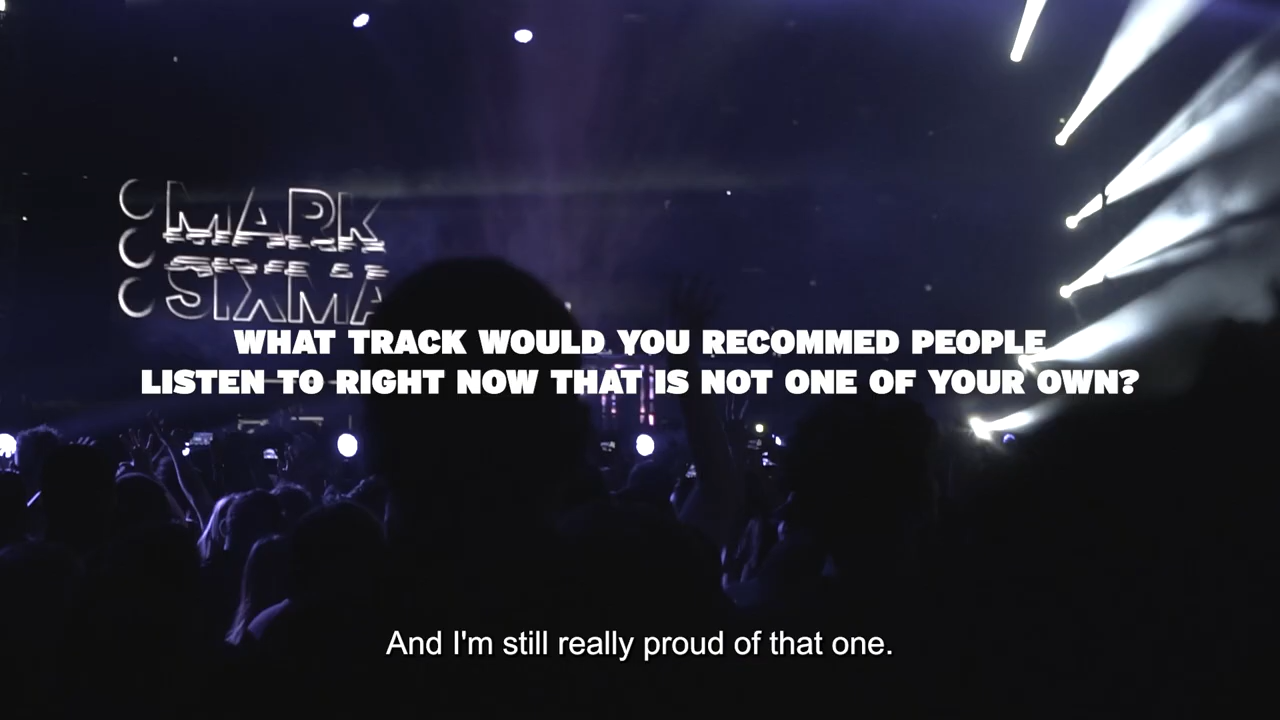 MARK
SIXMA
WHAT TRACK WOULD YOU RECOMMED PEOPLE
LISTEN TO RIGHT NOW THAT IS NOT ONE OF YOUR OWN?
And I'm still really proud of that one.